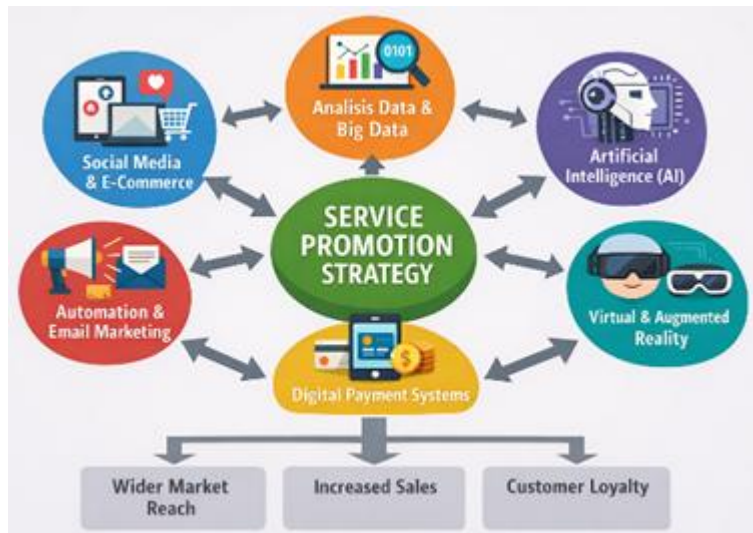 0101
Analisis Data &
Big Data
Social Media
& E-Commerce
Artificial
Intelligence (AI)
SERVICE
PROMOTION
STRATEGY
Automation &
Email Marketing
Virtual & Augmented
Reality
$
Digital Payment Systems
Wider Market
Reach
Increased Sales
Customer Loyalty